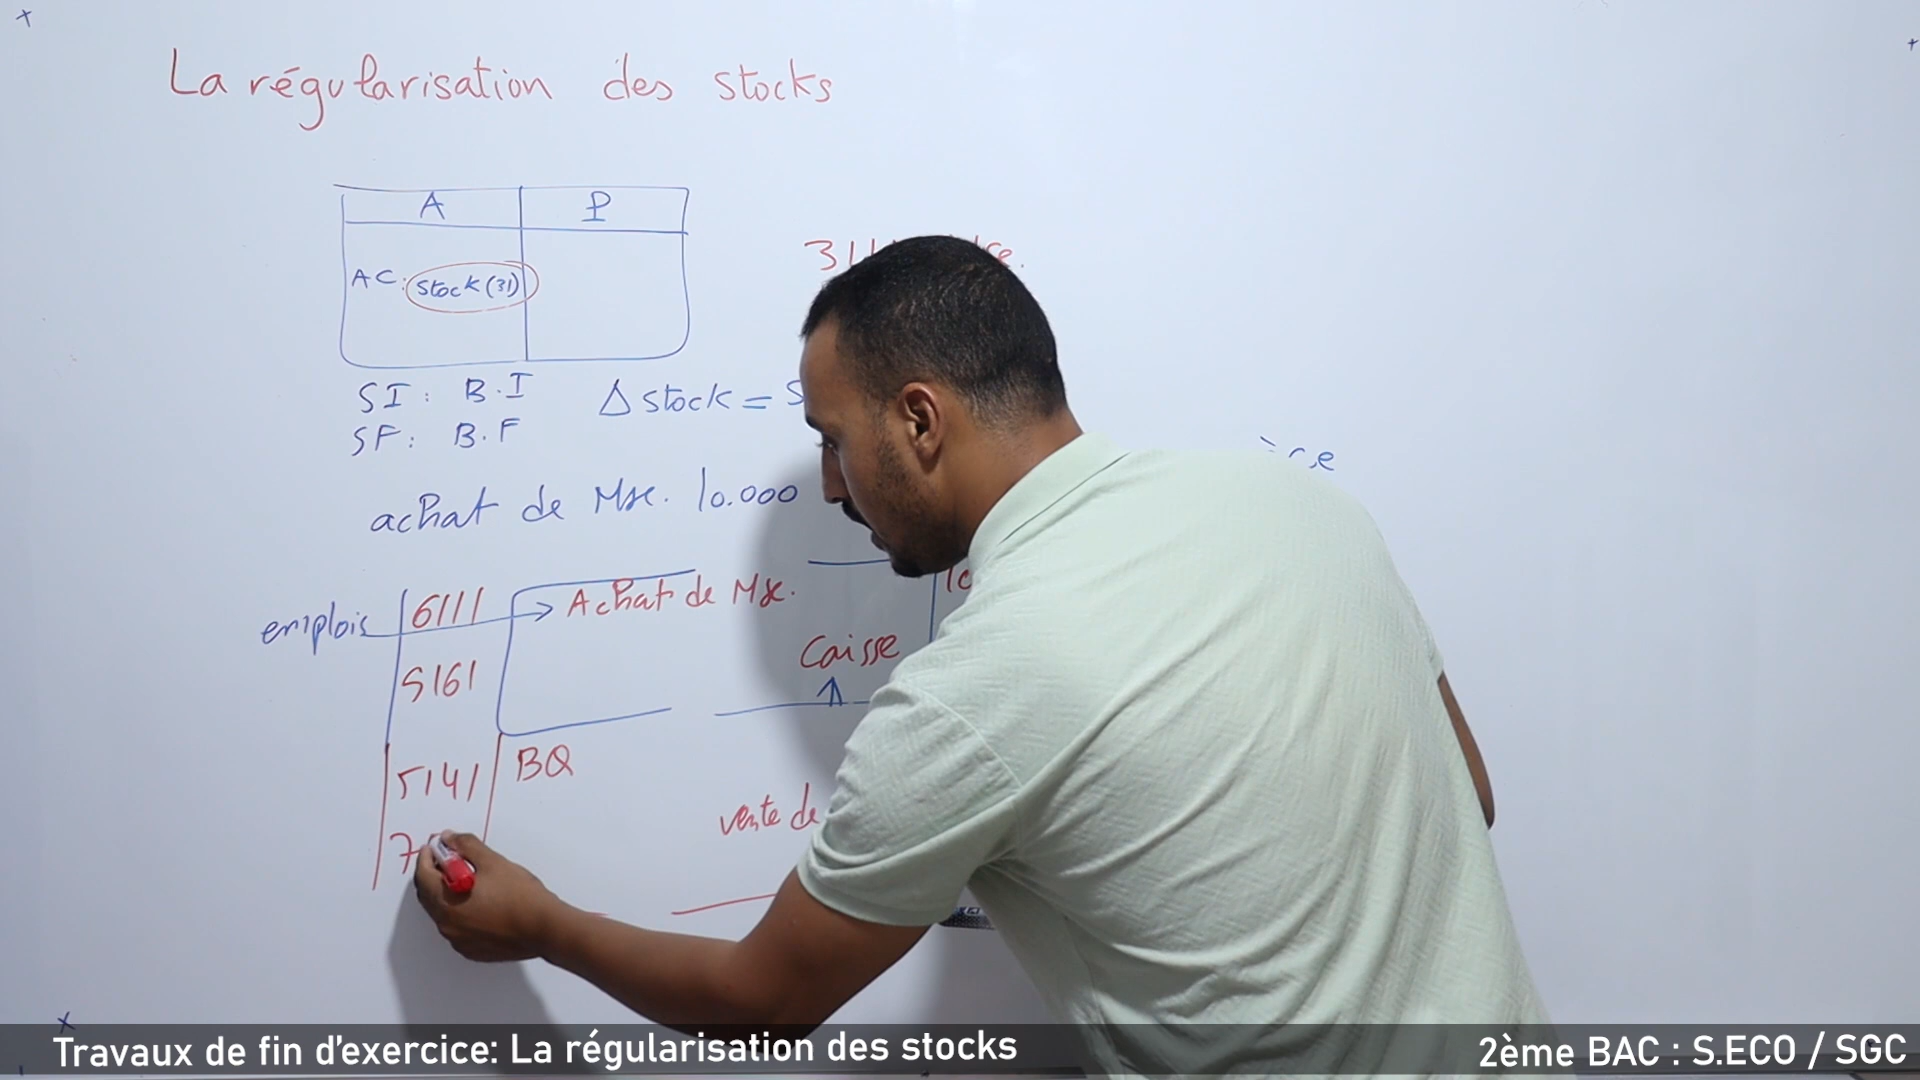 La régularisation des stocks
A P
AC: Stock (31)
SI: B.I
SF: B.F
Δ stock =
achat de Mse. 10.000
emplois 6111 Achat de Mse.
5161 Caisse
5141 BQ
vente de
7
Travaux de fin d'exercice: La régularisation des stocks
2ème BAC : S.ECO / SGC